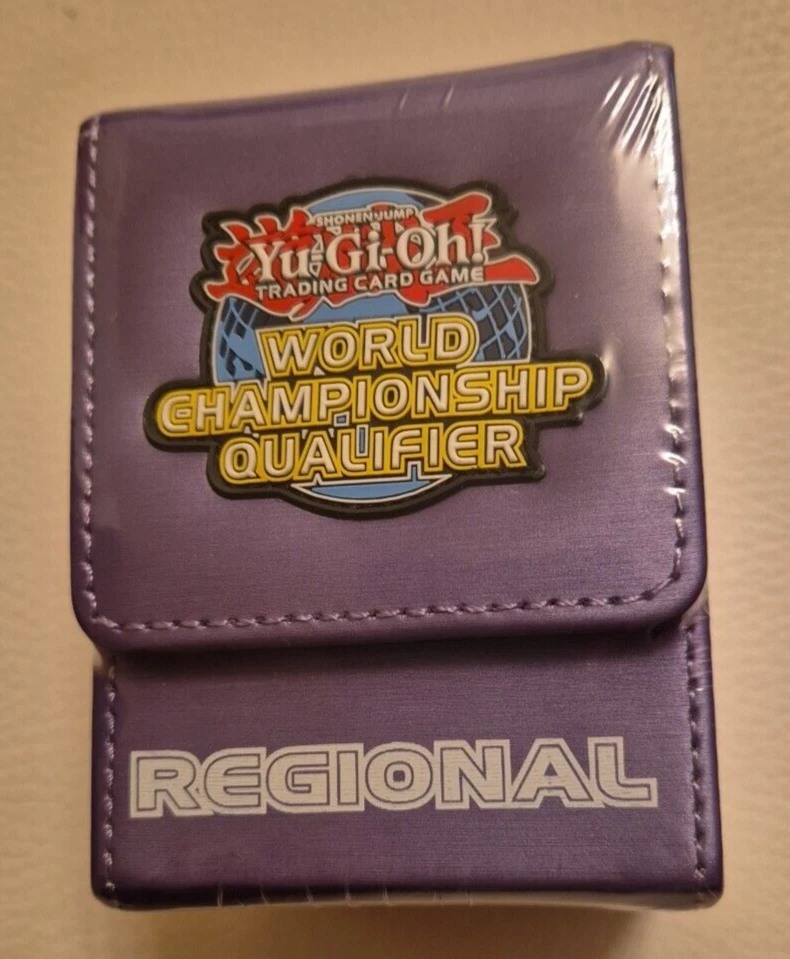 SHONEN JUMP
Yu-Gi-Oh!
TRADING CARD GAME
WORLD
CHAMPIONSHIP
QUALIFIER
REGIONAL